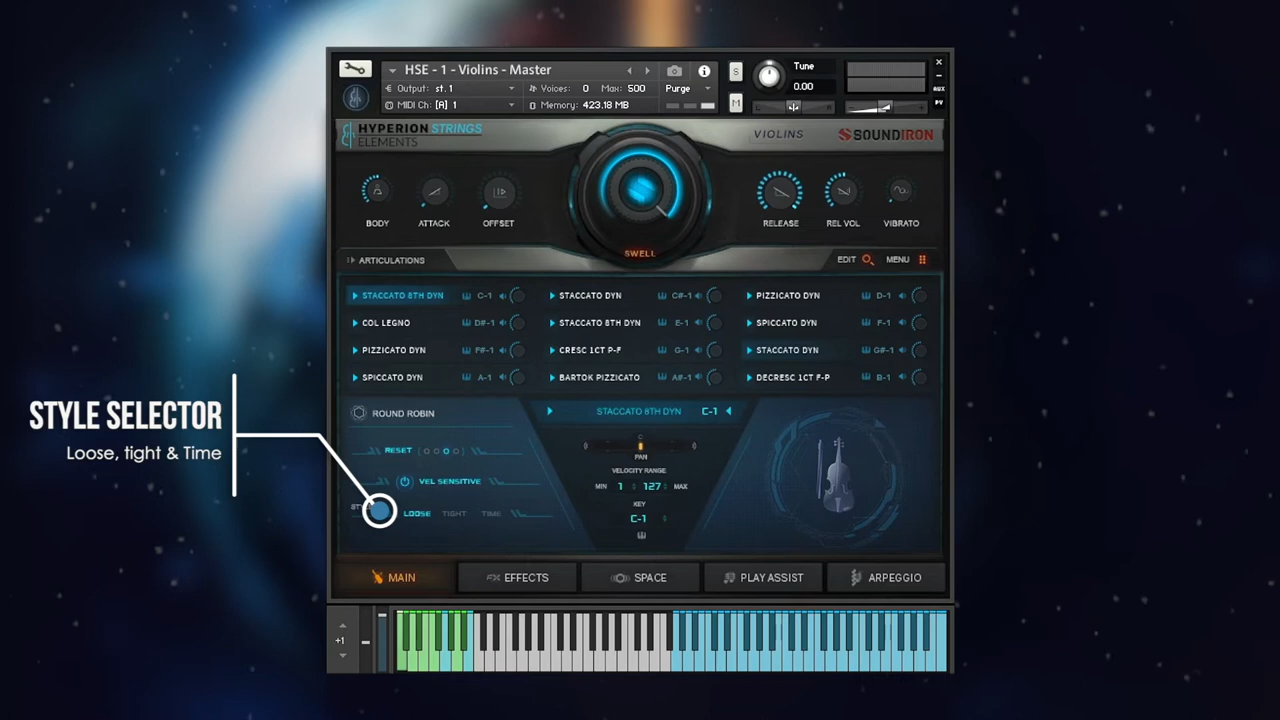 HSE - 1 - Violins - Master
Output: st.1
Voices: 0 Max: 500
Purge
MIDI Ch: [A] 1
Memory: 423.18 MB
S
M
Tune
0.00
AUX
PV
HYPERION STRINGS
ELEMENTS
VIOLINS
SOUNDIRON
BODY
ATTACK
OFFSET
SWELL
RELEASE
REL VOL
VIBRATO
ARTICULATIONS
EDIT
MENU
STACCATO 8TH DYN C-1
STACCATO DYN C#-1
PIZZICATO DYN D-1
COL LEGNO D#-1
STACCATO 8TH DYN E-1
SPICCATO DYN F-1
PIZZICATO DYN F#-1
CRESC 1CT P-F G-1
STACCATO DYN G#-1
SPICCATO DYN A-1
BARTOK PIZZICATO A#-1
DECRESC 1CT F-P B-1
STYLE SELECTOR
Loose, tight & Time
ROUND ROBIN
RESET
VEL SENSITIVE
LOOSE TIGHT TIME
STACCATO 8TH DYN C-1
C
PAN
VELOCITY RANGE
MIN 1 127 MAX
KEY
C-1
MAIN
FX EFFECTS
SPACE
PLAY ASSIST
ARPEGGIO
+1